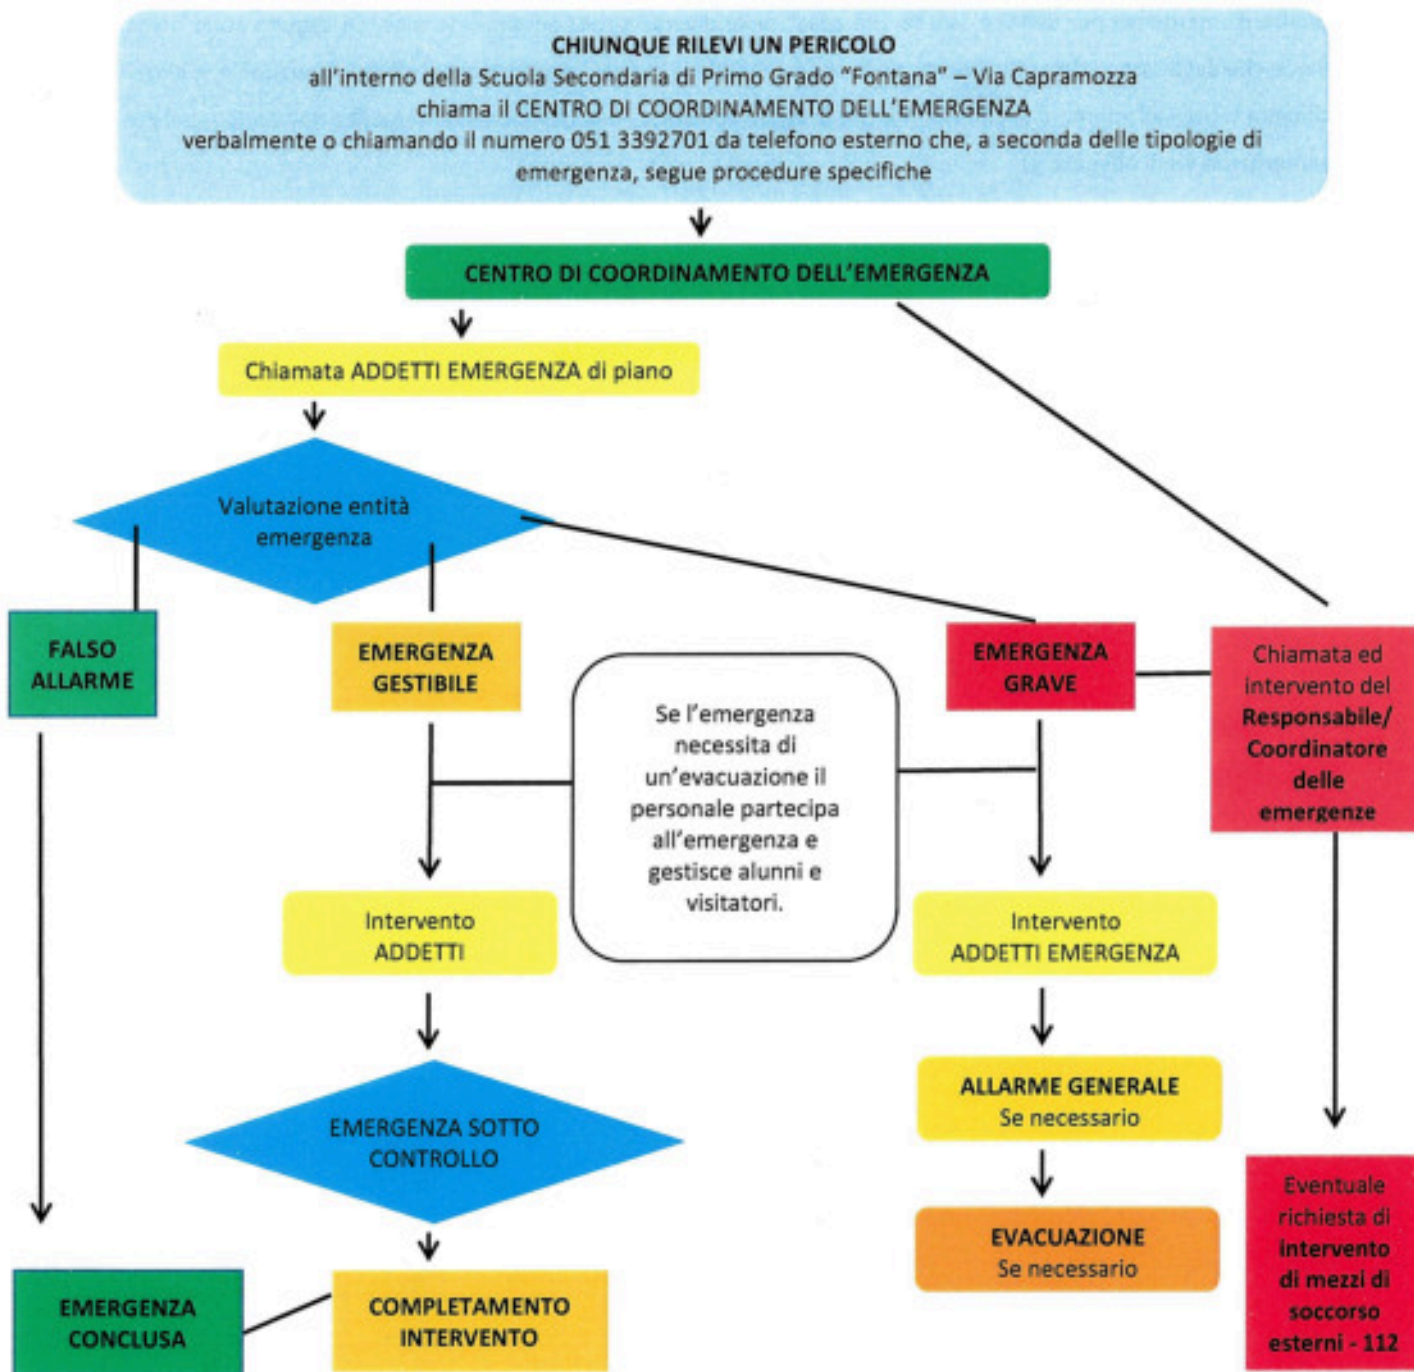 CHIUNQUE RILEVI UN PERICOLO
all'interno della Scuola Secondaria di Primo Grado "Fontana" – Via Capramozza
chiama il CENTRO DI COORDINAMENTO DELL'EMERGENZA
verbalmente o chiamando il numero 051 3392701 da telefono esterno che, a seconda delle tipologie di
emergenza, segue procedure specifiche
CENTRO DI COORDINAMENTO DELL'EMERGENZA
Chiamata ADDETTI EMERGENZA di piano
Valutazione entità
emergenza
FALSO
ALLARME
EMERGENZA
GESTIBILE
EMERGENZA
GRAVE
Chiamata ed
intervento del
Responsabile/
Coordinatore
delle
emergenze
Se l'emergenza
necessita di
un'evacuazione il
personale partecipa
all'emergenza e
gestisce alunni e
visitatori.
Intervento
ADDETTI
Intervento
ADDETTI EMERGENZA
EMERGENZA SOTTO
CONTROLLO
ALLARME GENERALE
Se necessario
EVACUAZIONE
Se necessario
Eventuale
richiesta di
intervento
di mezzi di
soccorso
esterni - 112
EMERGENZA
CONCLUSA
COMPLETAMENTO
INTERVENTO